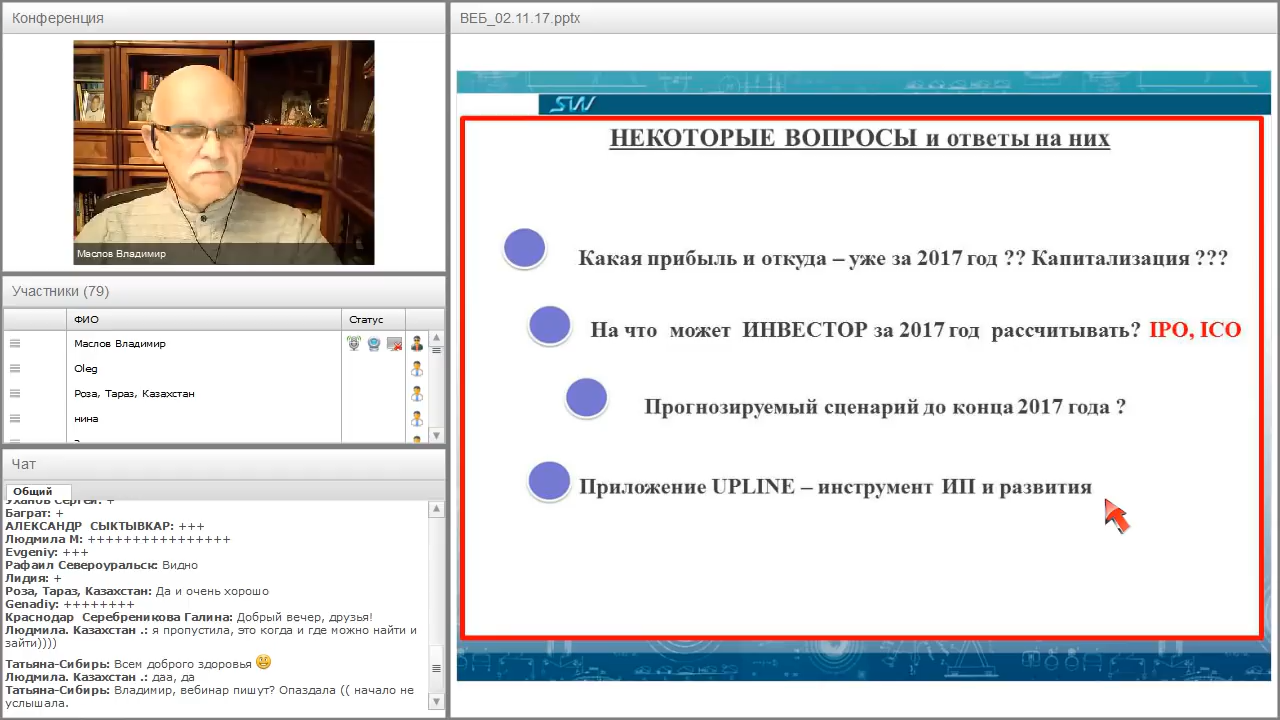 Конференция
Маслов Владимир
Участники (79)
ФИО
Статус
Маслов Владимир
Oleg
Роза, Тараз, Казахстан
нина
Чат
Общий
Уханов Сергей: +
Баграт: +
АЛЕКСАНДР СЫКТЫВКАР: +++
Людмила М: ++++++++++++++++
Evgeniy: +++
Рафаил Североуральск: Видно
Лидия: +
Роза, Тараз, Казахстан: Да и очень хорошо
Genadiy: ++++++++
Краснодар Серебреникова Галина: Добрый вечер, друзья!
Людмила. Казахстан .: я пропустила, это когда и где можно найти и
зайти))))
Татьяна-Сибирь: Всем доброго здоровья
Людмила. Казахстан .: даа, да
Татьяна-Сибирь: Владимир, вебинар пишут? Опаздала (( начало не
услышала.
ВЕБ_02.11.17.pptx
SW
НЕКОТОРЫЕ ВОПРОСЫ и ответы на них
Какая прибыль и откуда – уже за 2017 год ?? Капитализация ???
На что может ИНВЕСТОР за 2017 год рассчитывать? IPO, ICO
Прогнозируемый сценарий до конца 2017 года ?
Приложение UPLINE – инструмент ИП и развития